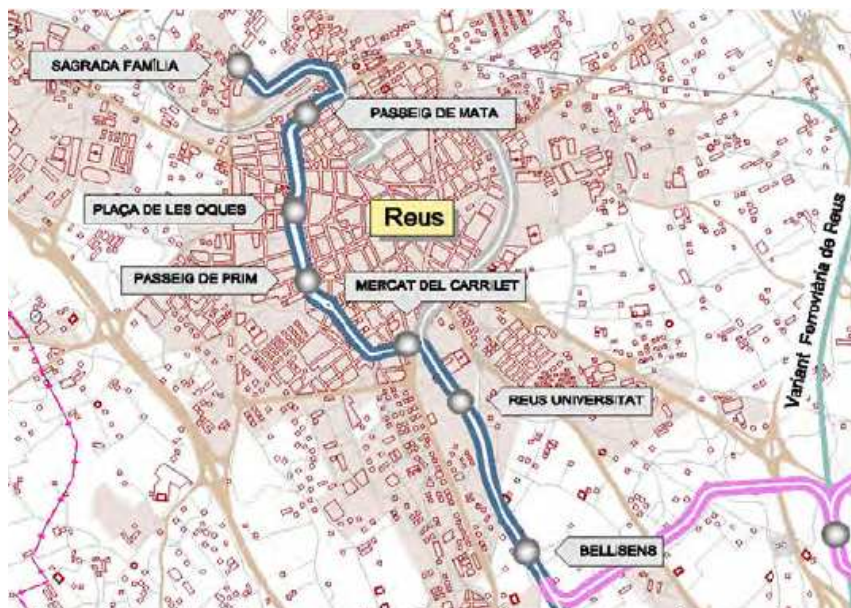 SAGRADA FAMÍLIA
PASSEIG DE MATA
PLAÇA DE LES OQUES
Reus
PASSEIG DE PRIM
MERCAT DEL CARRILET
Variant Ferroviària de Reus
REUS UNIVERSITAT
BELLISENS